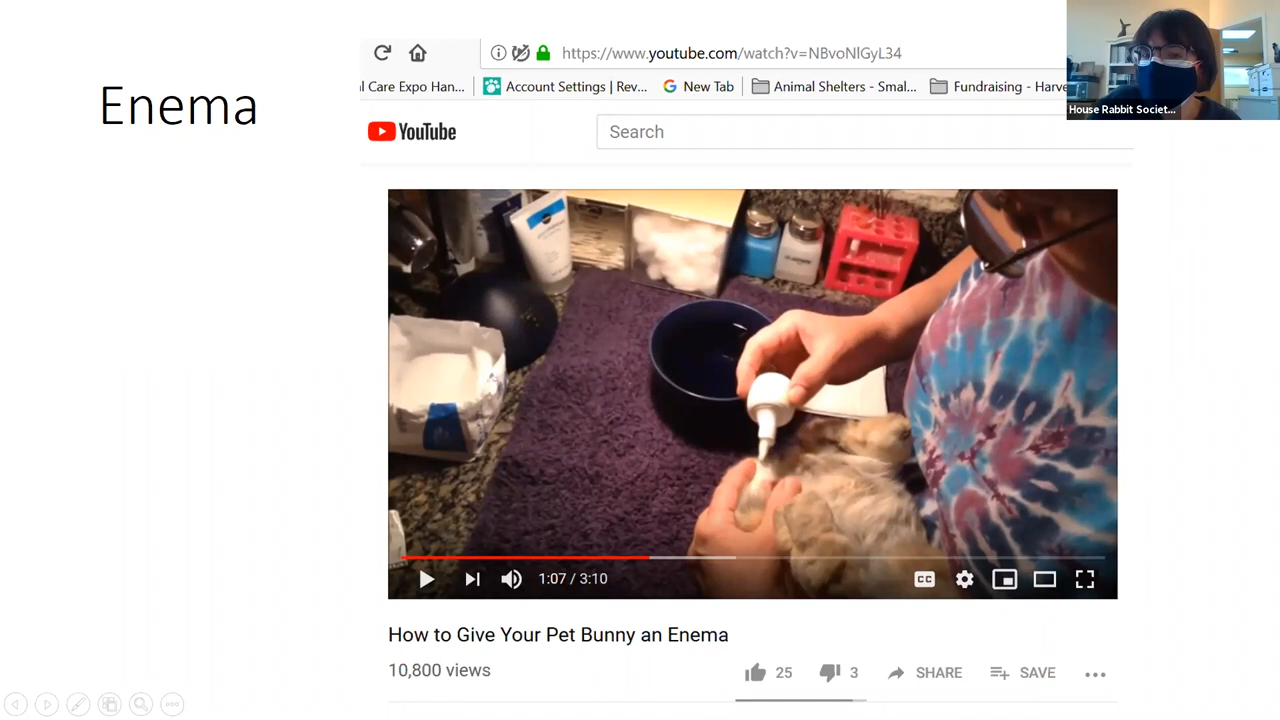 Enema
https://www.youtube.com/watch?v=NBvoNlGyL34
l Care Expo Han...
Account Settings | Rev...
New Tab
Animal Shelters - Smal...
Fundraising - Harve
House Rabbit Societ...
YouTube
Search
1:07 / 3:10
CC
How to Give Your Pet Bunny an Enema
10,800 views
25
3
SHARE
SAVE